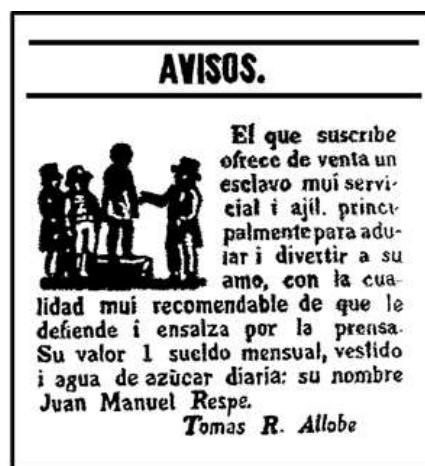 AVISOS.
El que suscribe
ofrece de venta un
esclavo mui servi-
cial i ajil. princi-
palmente para adu-
lar i divertir a su
amo, con la cua-
lidad mui recomendable de que le
defiende i ensalza por la prensa.
Su valor 1 sueldo mensual, vestido
i agua de azùcar diaria: su nombre
Juan Manuel Respe.
Tomas R. Allobe